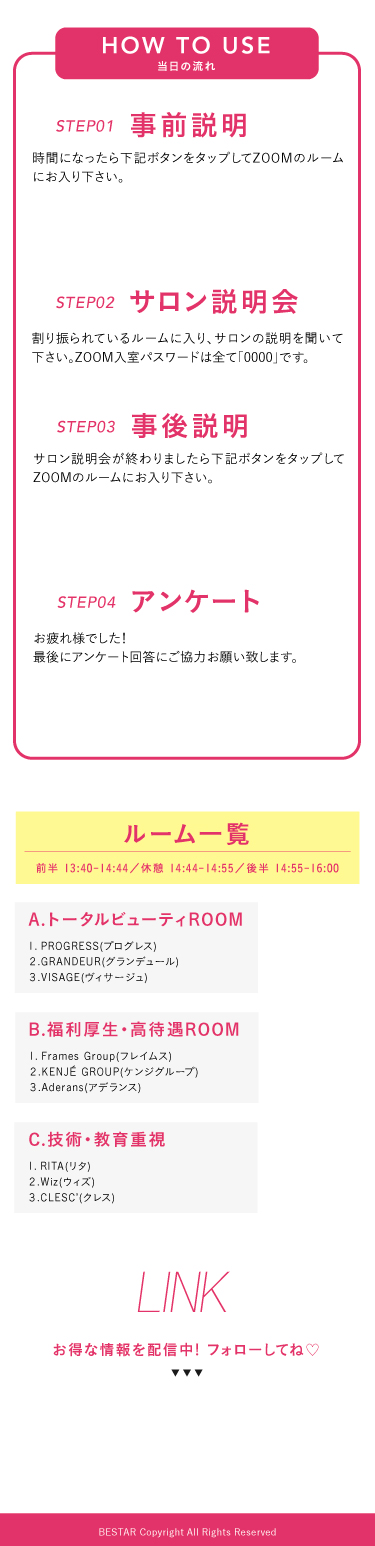 HOW TO USE
当日の流れ
STEP01 事前説明
時間になったら下記ボタンをタップしてZOOMのルーム
にお入り下さい。
STEP02 サロン説明会
割り振られているルームに入り、サロンの説明を聞いて
下さい。ZOOM入室パスワードは全て「0000」です。
STEP03 事後説明
サロン説明会が終わりましたら下記ボタンをタップして
ZOOMのルームにお入り下さい。
STEP04 アンケート
お疲れ様でした!
最後にアンケート回答にご協力お願い致します。
ルーム一覧
前半 13:40-14:44/休憩 14:44-14:55/後半 14:55-16:00
A.トータルビューティROOM
1. PROGRESS(プログレス)
2.GRANDEUR(グランデュール)
3.VISAGE(ヴィサージュ)
B.福利厚生・高待遇ROOM
1. Frames Group(フレイムス)
2.KENJÉ GROUP(ケンジグループ)
3.Aderans(アデランス)
C.技術・教育重視
1. RITA(リタ)
2.Wiz(ウィズ)
3.CLESC'(クレス)
LINK
お得な情報を配信中! フォローしてね♡
▼▼▼
BESTAR Copyright All Rights Reserved